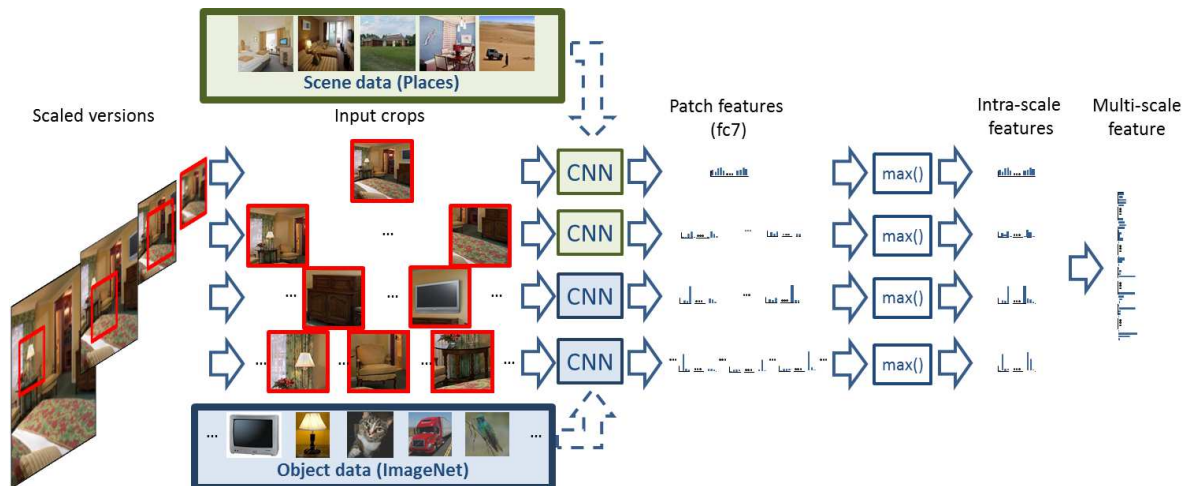 Scene data (Places)
Scaled versions
Input crops
Patch features
(fc7)
Intra-scale
features
Multi-scale
feature
CNN
max()
...
CNN
...
max()
...
...
...
CNN
...
max()
...
...
CNN
...
...
...
...
max()
...
...
Object data (ImageNet)